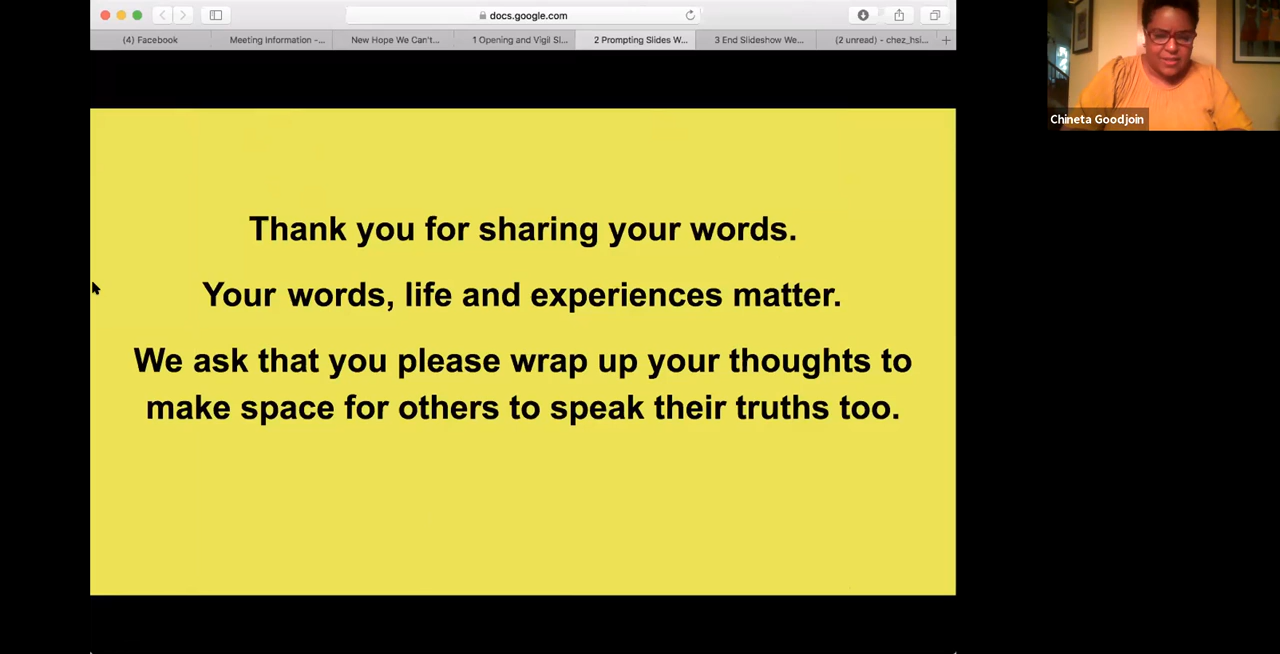 docs.google.com
(4) Facebook
Meeting Information -...
New Hope We Can't...
1 Opening and Vigil Sl...
2 Prompting Slides W...
3 End Slideshow We...
(2 unread) - chez_hsi...
Chineta Goodjoin
Thank you for sharing your words.
Your words, life and experiences matter.
We ask that you please wrap up your thoughts to
make space for others to speak their truths too.